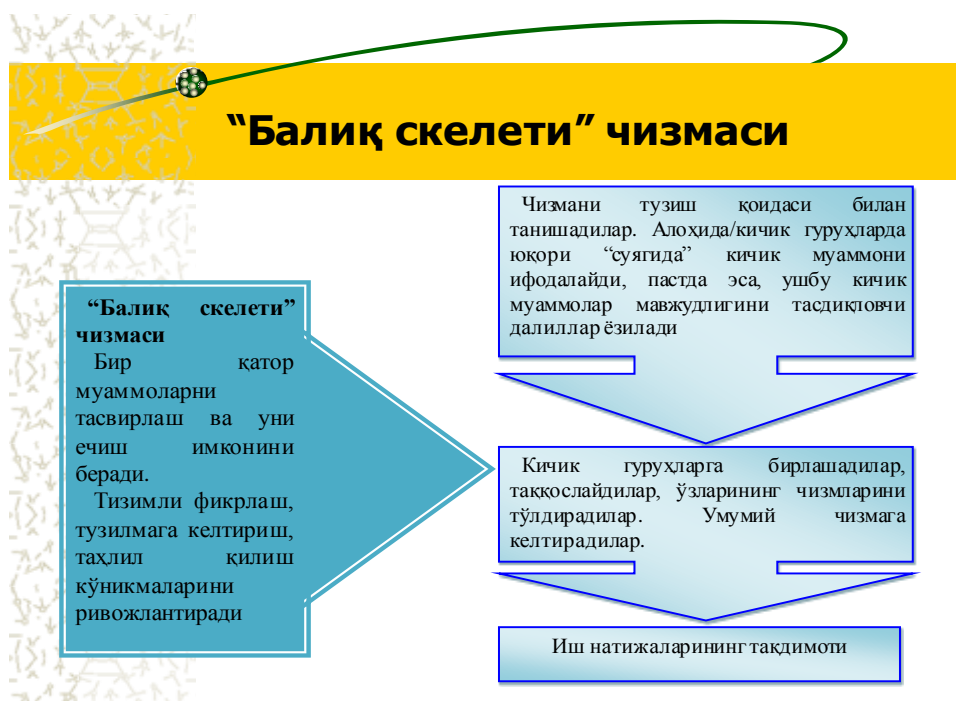 “Балиқ скелети” чизмаси
“Балиқ скелети”
чизмаси
Бир қатор
муаммоларни
тасвирлаш ва уни
ечиш имконини
беради.
Тизимли фикрлаш,
тузилмага келтириш,
таҳлил қилиш
кўникмаларини
ривожлантиради
Чизмани тузиш қоидаси билан
танишадилар. Алоҳида/кичик гуруҳларда
юқори “суягида” кичик муаммони
ифодалайди, пастда эса, ушбу кичик
муаммолар мавжудлигини тасдиқловчи
далиллар ёзилади
Кичик гуруҳларга бирлашадилар,
таққослайдилар, ўзларининг чизмларини
тўлдирадилар. Умумий чизмага
келтирадилар.
Иш натижаларининг тақдимоти